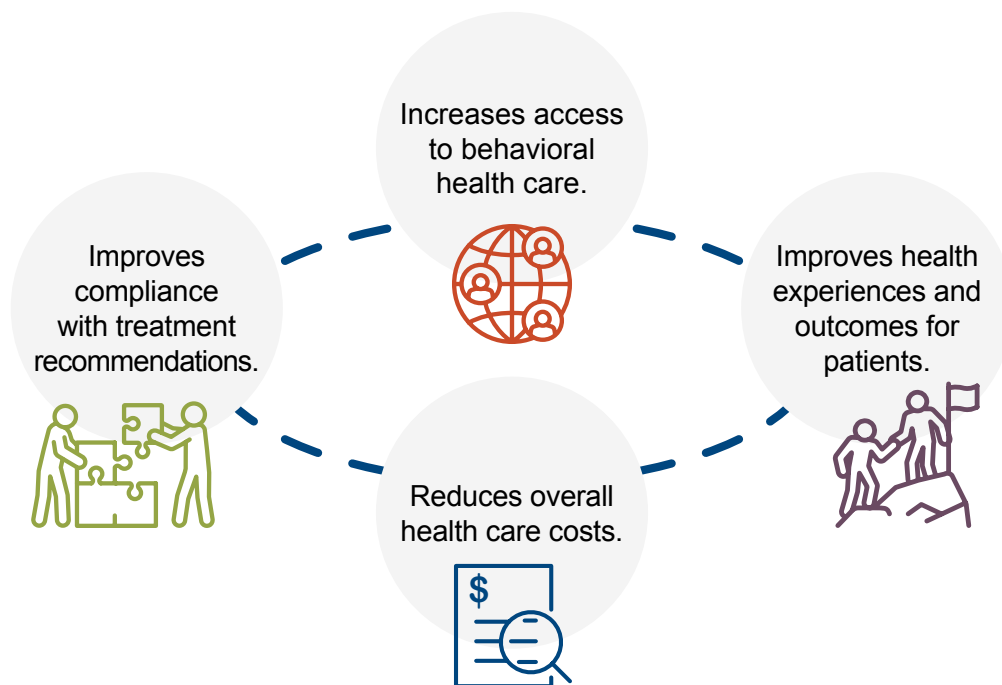 Increases access
to behavioral
health care.
Improves
compliance
with treatment
recommendations.
Improves health
experiences and
outcomes for
patients.
Reduces overall
health care costs.
$